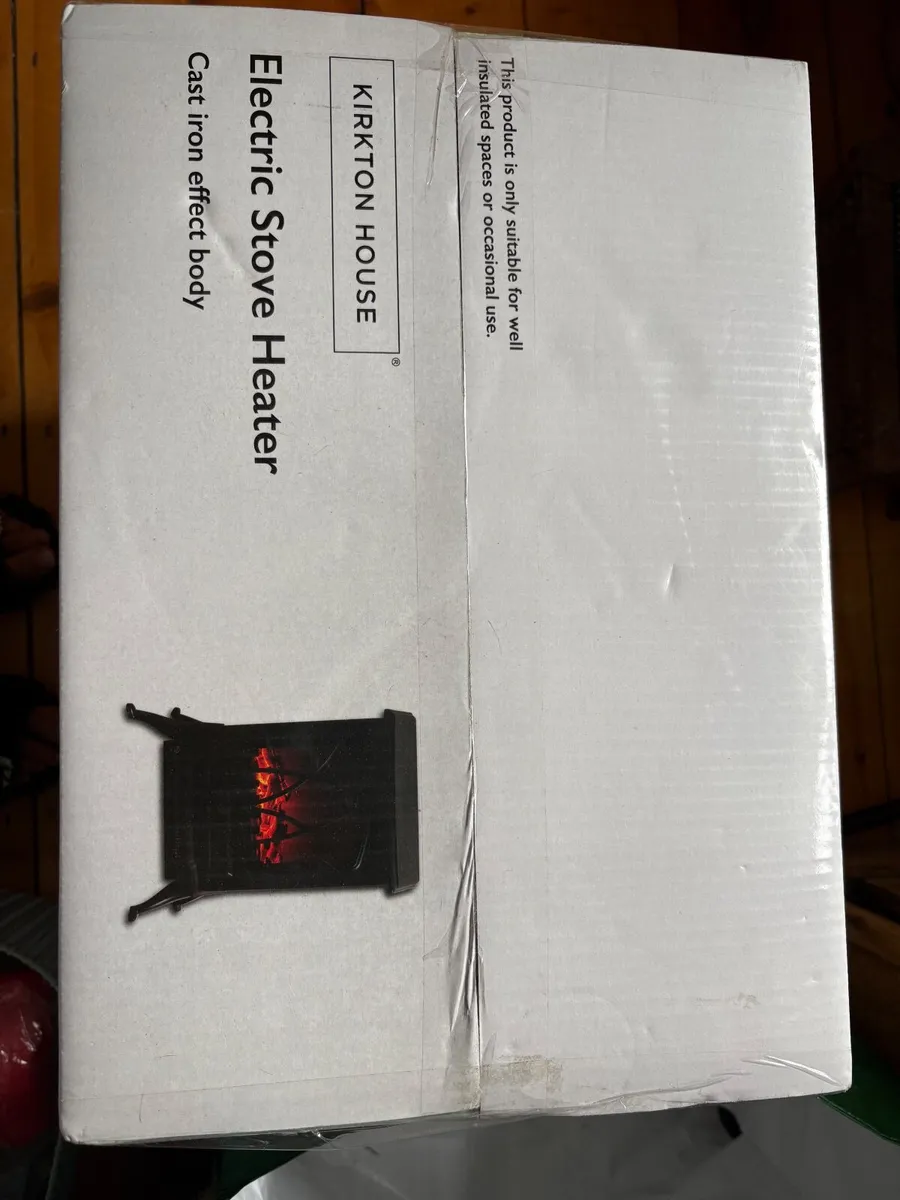 This product is only suitable for well
insulated spaces or occasional use.
KIRKTON HOUSE
®
Electric Stove Heater
Cast iron effect body